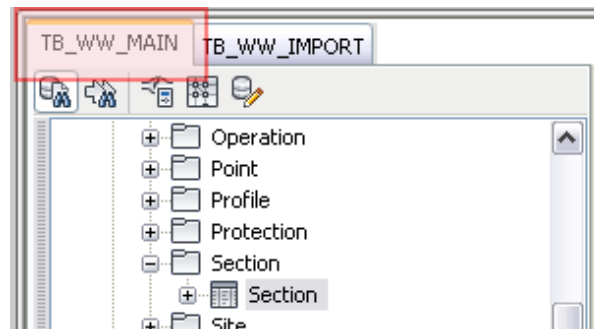 TB_WW_MAIN TB_WW_IMPORT
Operation
Point
Profile
Protection
Section
Section
Site